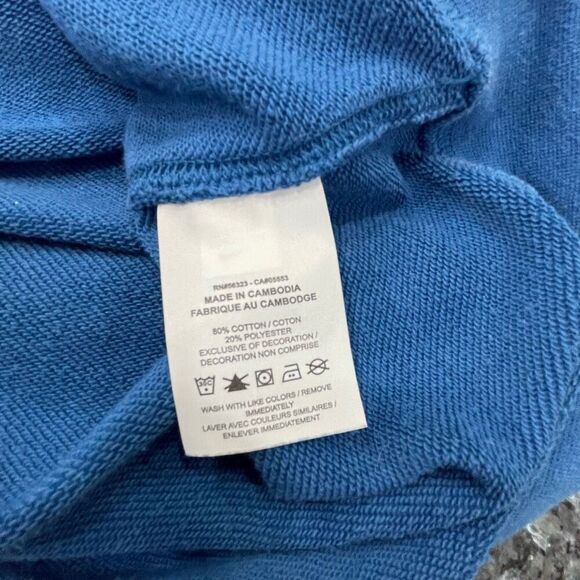 RN#56323 - CA#05553
MADE IN CAMBODIA
FABRIQUE AU CAMBODGE
80% COTTON / COTON
20% POLYESTER
EXCLUSIVE OF DECORATION /
DECORATION NON COMPRISE
WASH WITH LIKE COLORS / REMOVE
IMMEDIATELY
LAVER AVEC COULEURS SIMILAIRES /
ENLEVER IMMEDIATEMENT